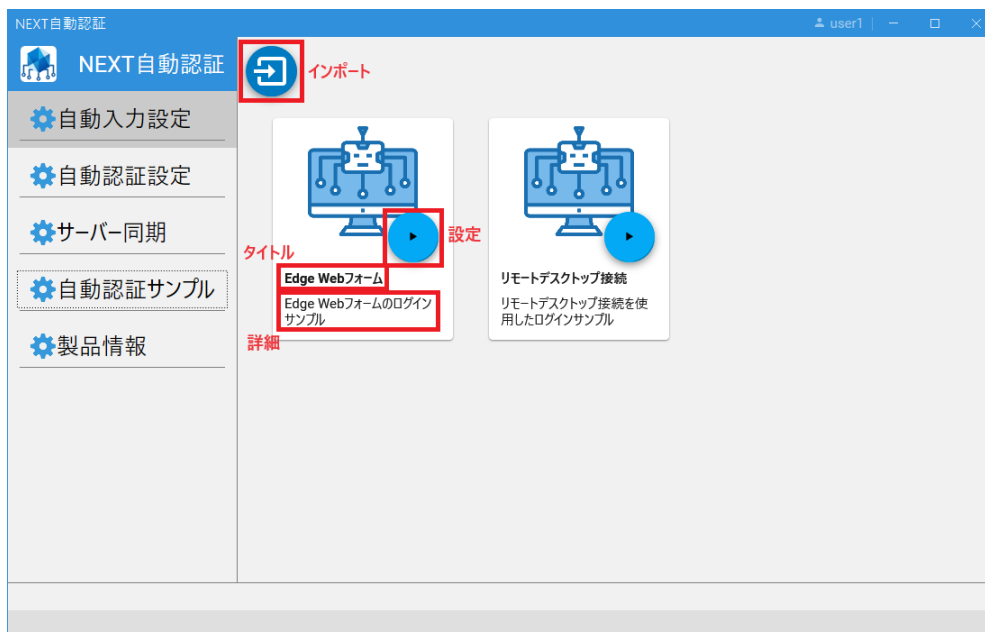 NEXT自動認証
user1
NEXT自動認証
インポート
自動入力設定
自動認証設定
サーバー同期
自動認証サンプル
製品情報
設定
タイトル
Edge Webフォーム
Edge Webフォームのログイン
サンプル
詳細
リモートデスクトップ接続
リモートデスクトップ接続を使
用したログインサンプル